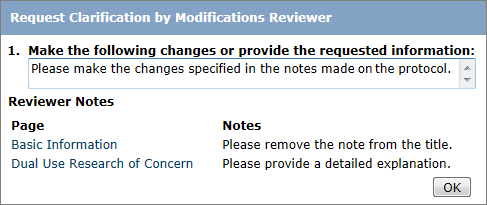 Request Clarification by Modifications Reviewer
1. Make the following changes or provide the requested information:
Please make the changes specified in the notes made on the protocol.
Reviewer Notes
Page Notes
Basic Information Please remove the note from the title.
Dual Use Research of Concern Please provide a detailed explanation.
OK